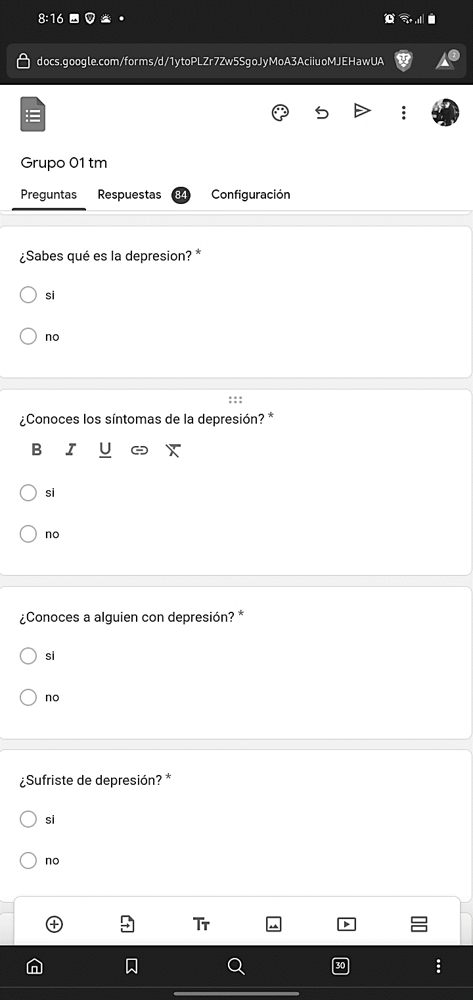 8:16
docs.google.com/forms/d/1ytoPLZr7Zw5SgoJyMoA3AciiuoMJEHawUA
2
Grupo 01 tm
Preguntas Respuestas 84 Configuración
¿Sabes qué es la depresion? *
si
no
¿Conoces los síntomas de la depresión? *
B I U
si
no
¿Conoces a alguien con depresión? *
si
no
¿Sufriste de depresión? *
si
no
Tт
30